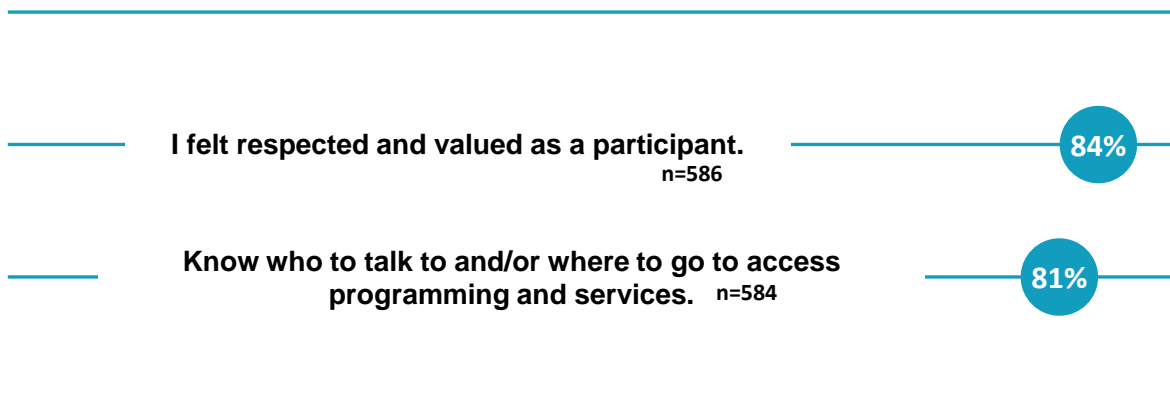 I felt respected and valued as a participant.
n=586
84%
Know who to talk to and/or where to go to access
programming and services. n=584
81%